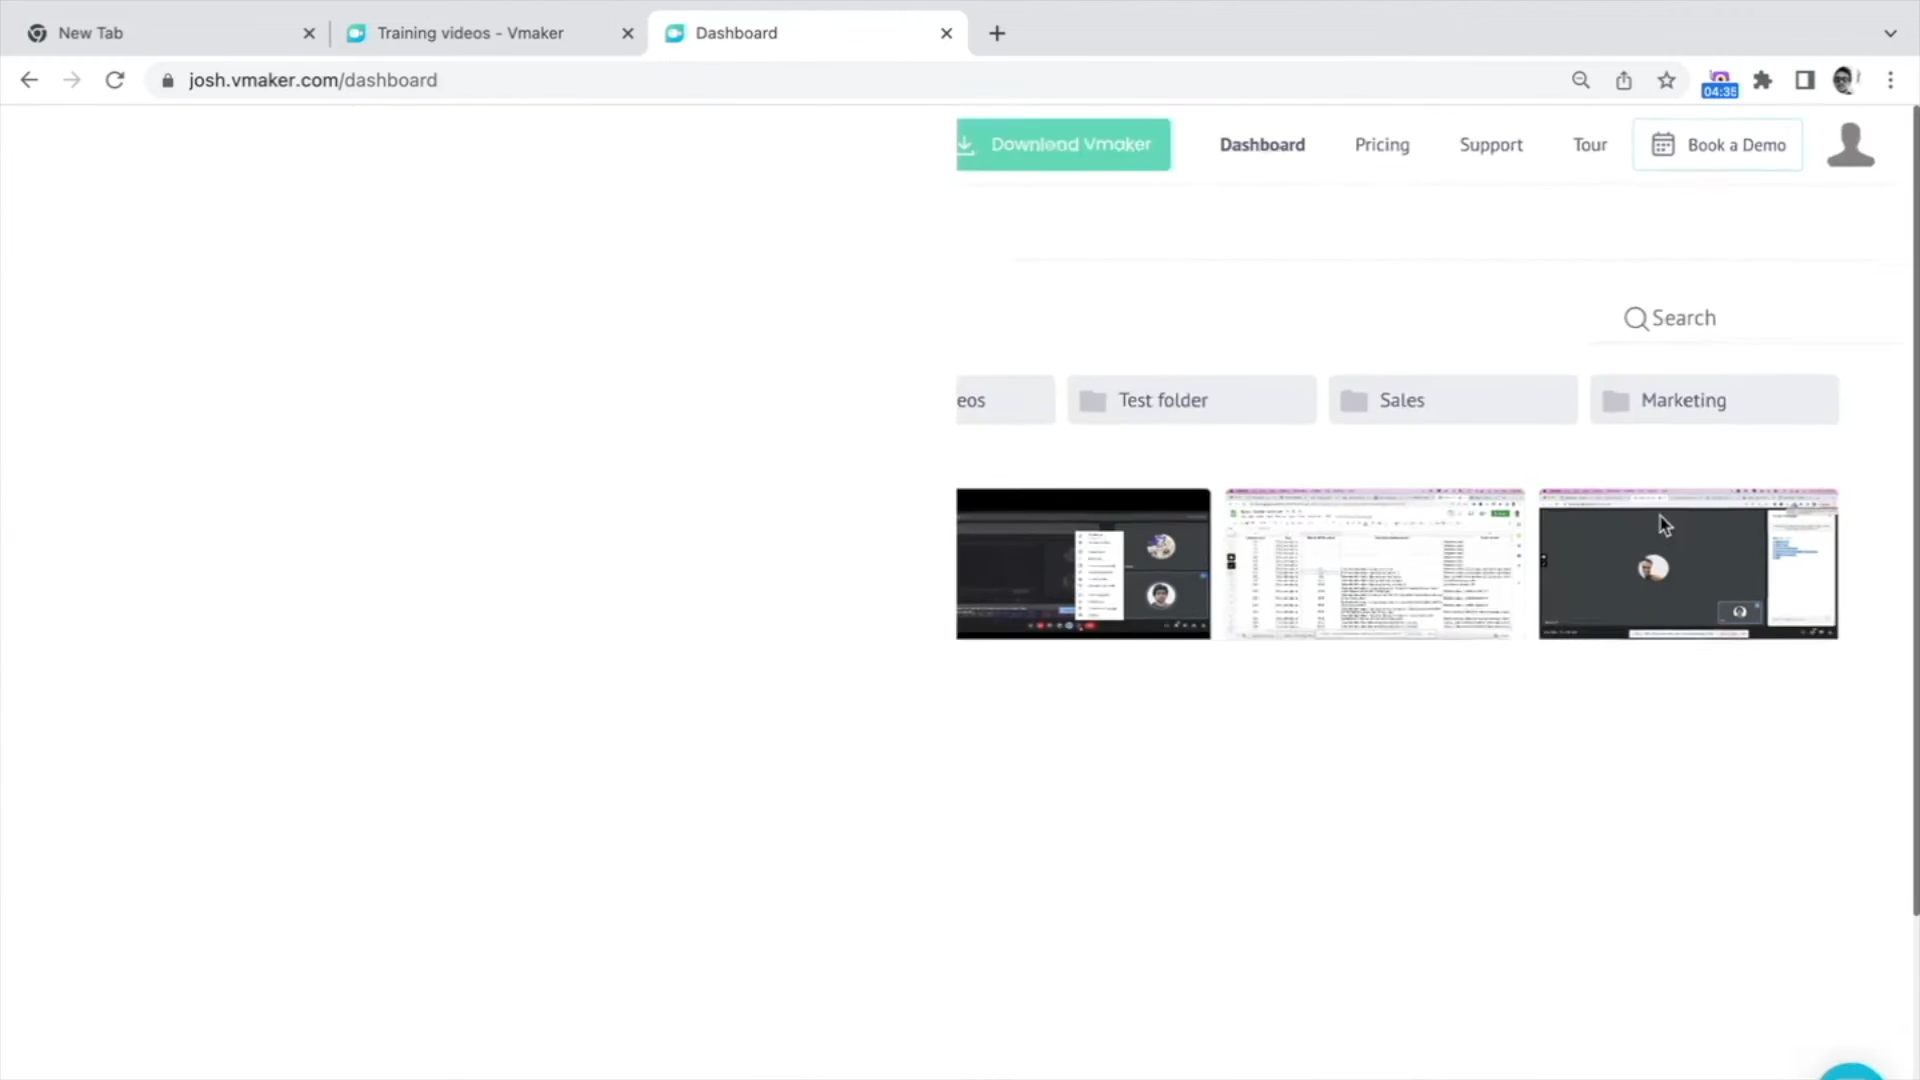 New Tab
Training videos - Vmaker
Dashboard
josh.vmaker.com/dashboard
04:35
Download Vmaker
Dashboard
Pricing
Support
Tour
Book a Demo
Search
eos
Test folder
Sales
Marketing